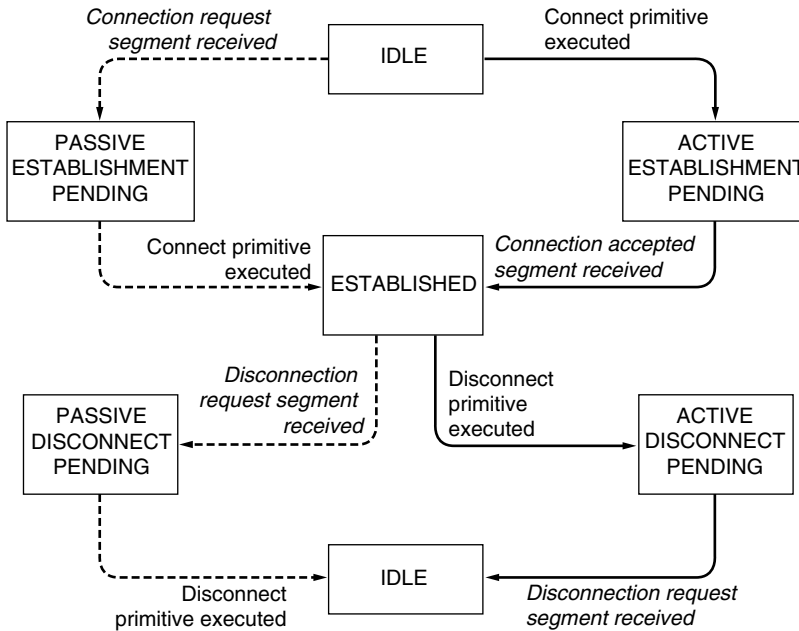 Connection request
segment received
IDLE
Connect primitive
executed
PASSIVE
ESTABLISHMENT
PENDING
ACTIVE
ESTABLISHMENT
PENDING
Connect primitive
executed
ESTABLISHED
Connection accepted
segment received
Disconnection
request segment
received
Disconnect
primitive
executed
PASSIVE
DISCONNECT
PENDING
ACTIVE
DISCONNECT
PENDING
IDLE
Disconnect
primitive executed
Disconnection request
segment received